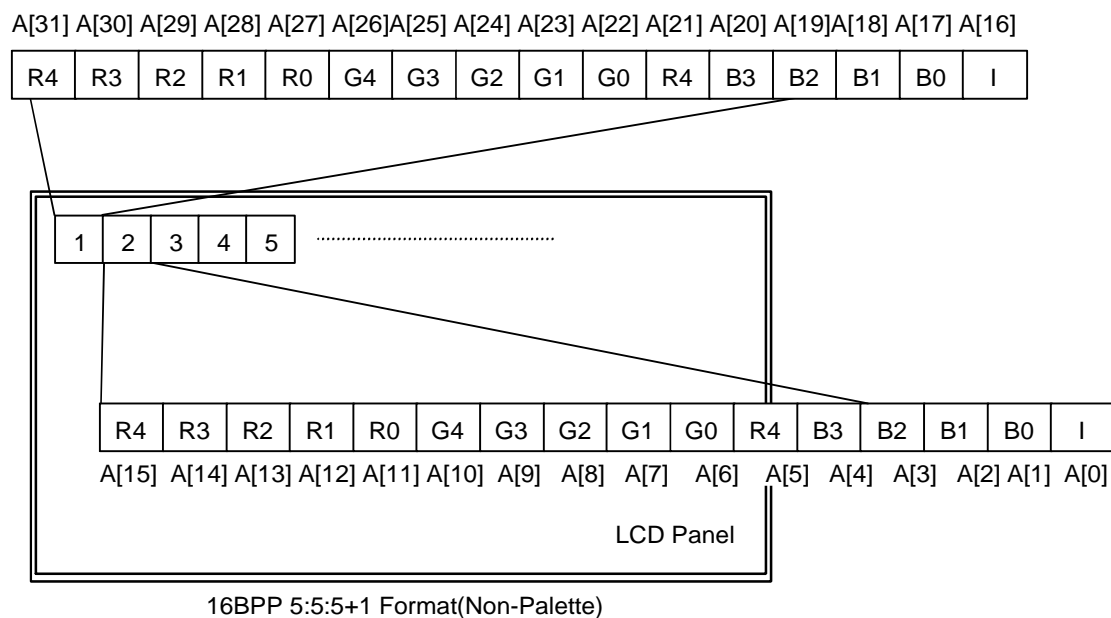 A[31] A[30] A[29] A[28] A[27] A[26]A[25] A[24] A[23] A[22] A[21] A[20] A[19]A[18] A[17] A[16]
R4 R3 R2 R1 R0 G4 G3 G2 G1 G0 R4 B3 B2 B1 B0 I
1 2 3 4 5
R4 R3 R2 R1 R0 G4 G3 G2 G1 G0 R4 B3 B2 B1 B0 I
A[15] A[14] A[13] A[12] A[11] A[10] A[9] A[8] A[7] A[6] A[5] A[4] A[3] A[2] A[1] A[0]
LCD Panel
16BPP 5:5:5+1 Format(Non-Palette)